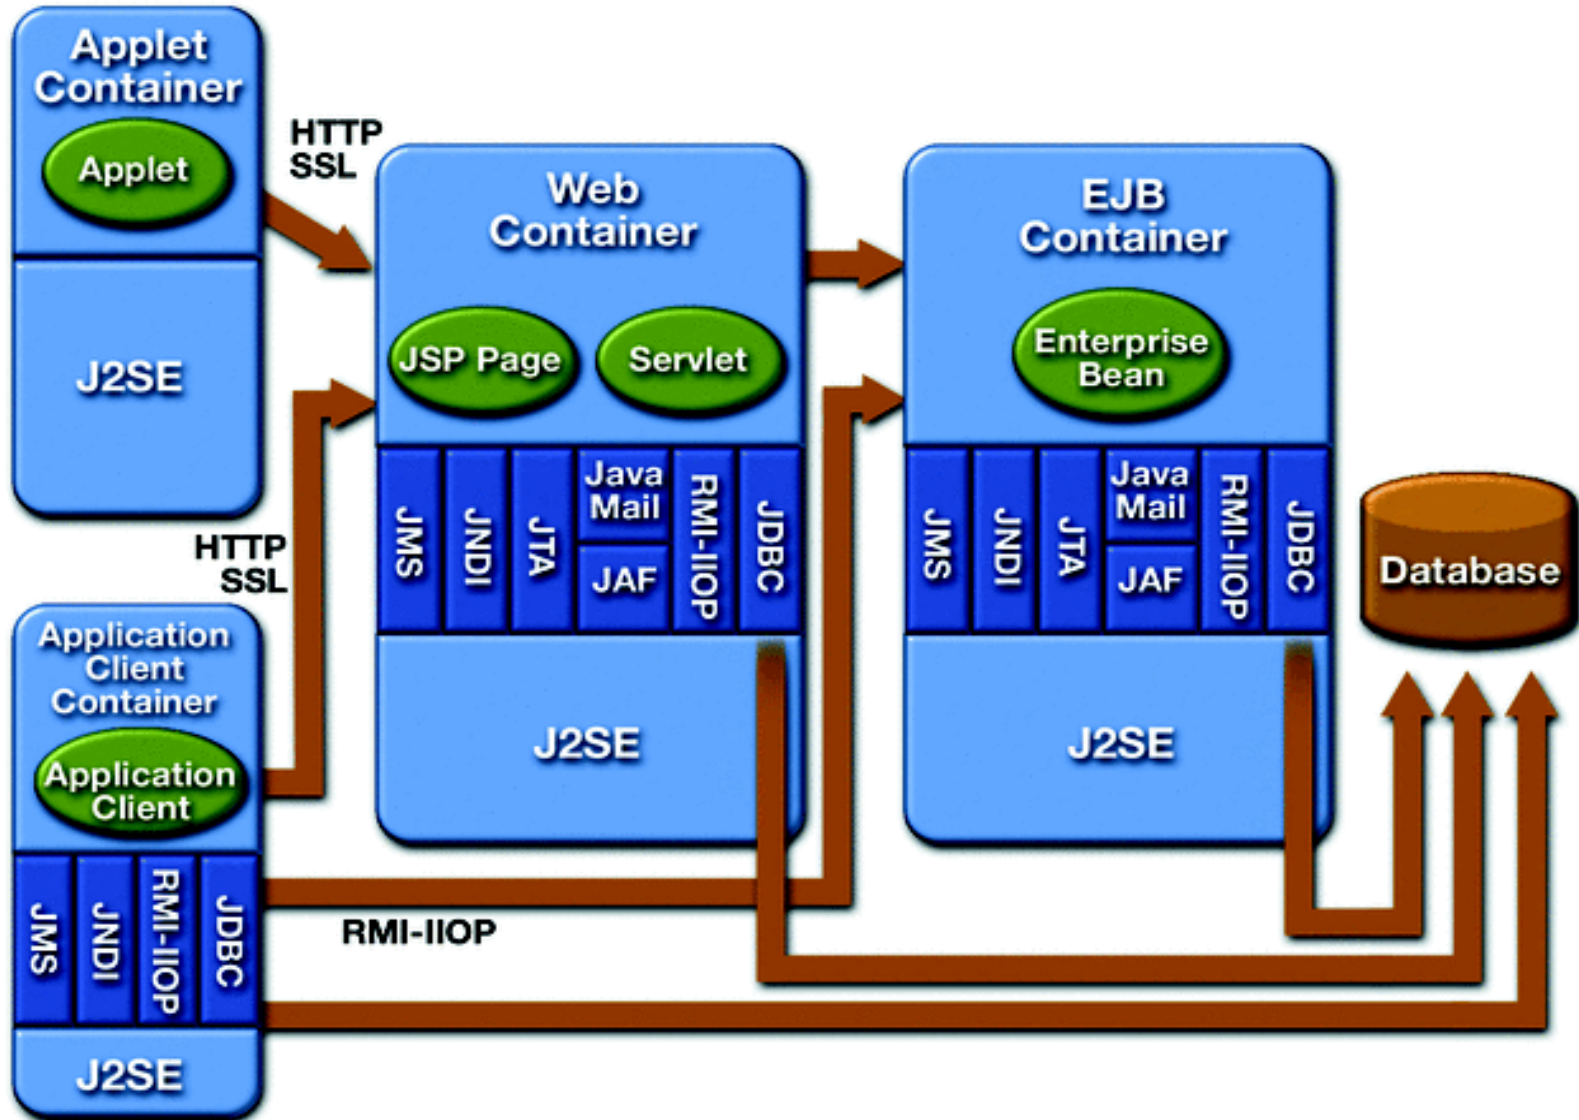 Applet
Container
Applet
J2SE
HTTP
SSL
Web
Container
JSP Page
Servlet
JMS
JNDI
JTA
Java
Mail
JAF
RMI-IIOP
JDBC
J2SE
EJB
Container
Enterprise
Bean
JMS
JNDI
JTA
Java
Mail
JAF
RMI-IIOP
JDBC
J2SE
Database
HTTP
SSL
Application
Client
Container
Application
Client
JMS
JNDI
RMI-IIOP
JDBC
J2SE
RMI-IIOP